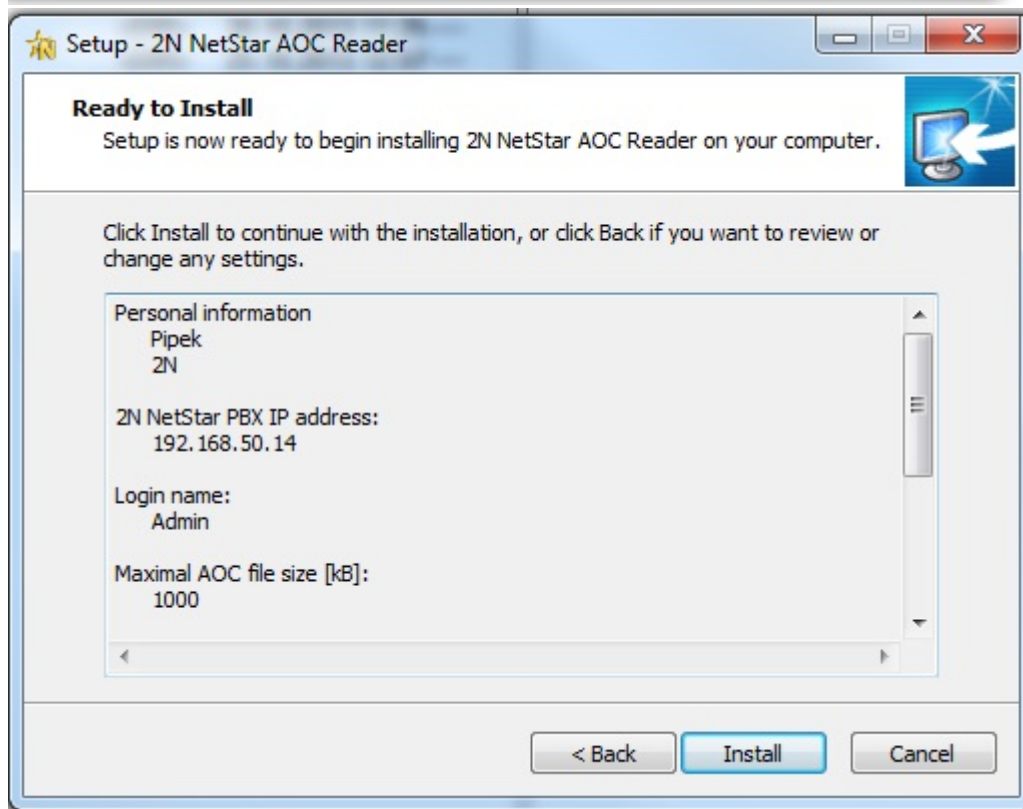 Setup - 2N NetStar AOC Reader
Ready to Install
Setup is now ready to begin installing 2N NetStar AOC Reader on your computer.
Click Install to continue with the installation, or click Back if you want to review or
change any settings.
Personal information
Pipek
2N
2N NetStar PBX IP address:
192.168.50.14
Login name:
Admin
Maximal AOC file size [kB]:
1000
< Back
Install
Cancel